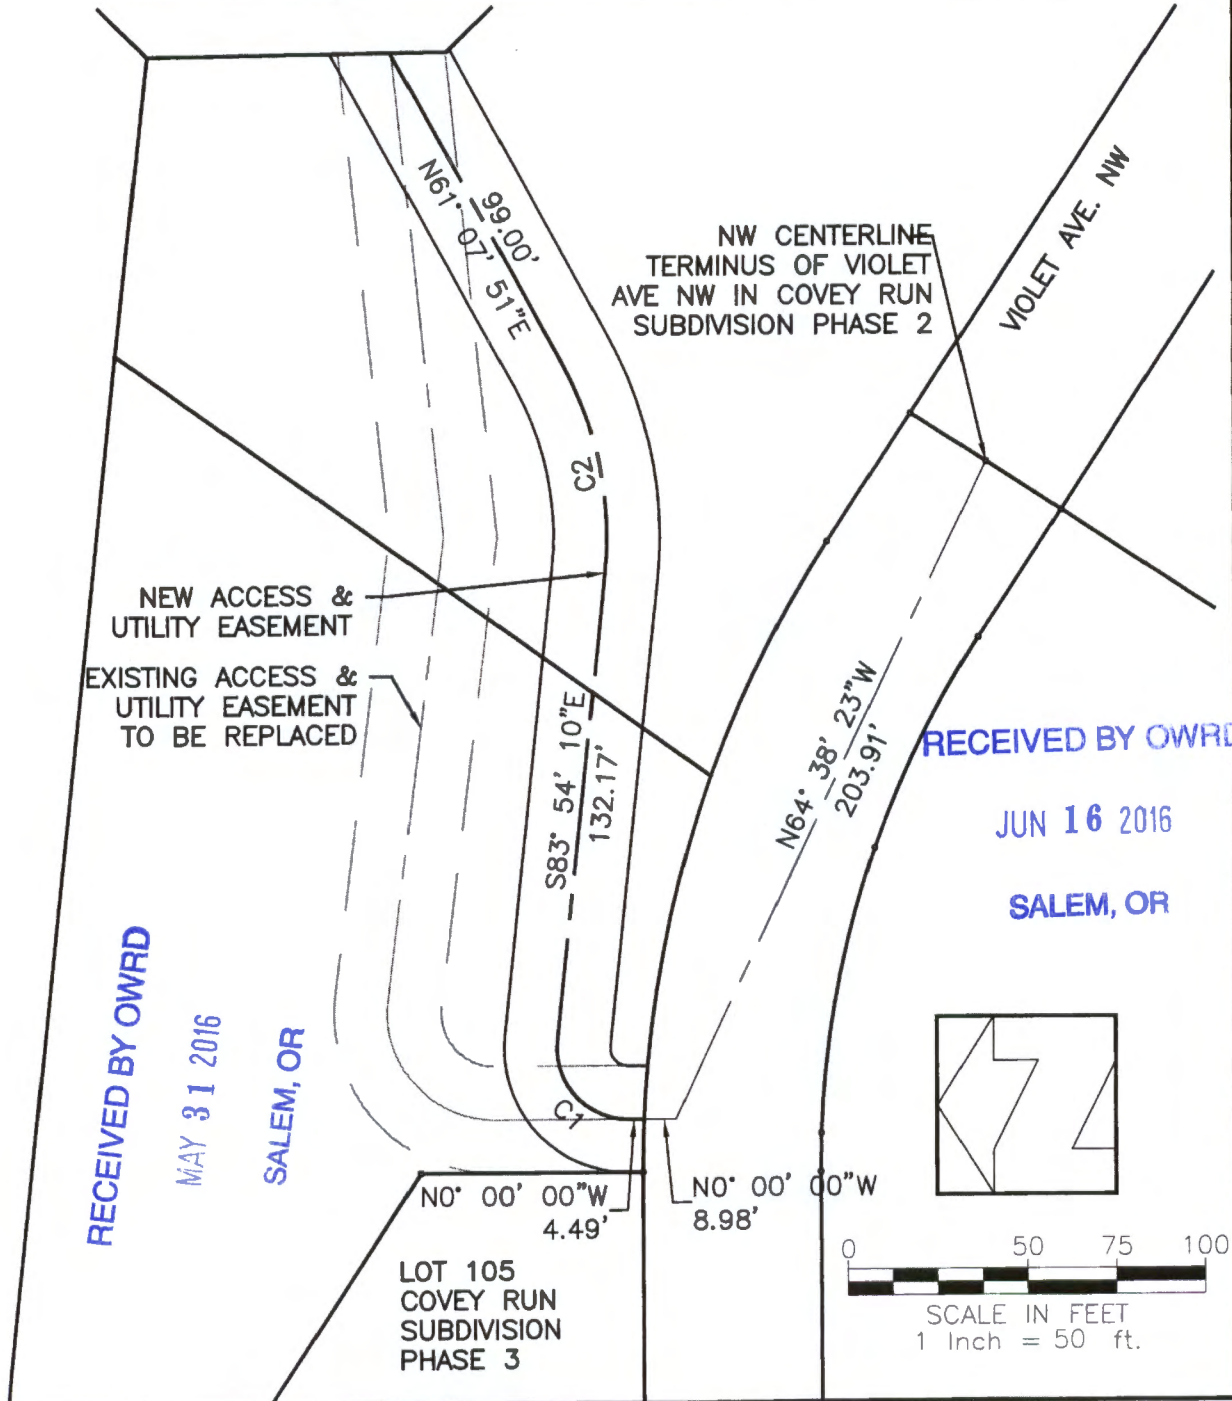 N61° 07' 51"E
99.00'
NW CENTERLINE
TERMINUS OF VIOLET
AVE NW IN COVEY RUN
SUBDIVISION PHASE 2
VIOLET AVE. NW
C2
NEW ACCESS &
UTILITY EASEMENT
EXISTING ACCESS &
UTILITY EASEMENT
TO BE REPLACED
S83° 54' 10"E
132.17'
N64° 38' 23"W
203.91'
RECEIVED BY OWRD
JUN 16 2016
SALEM, OR
RECEIVED BY OWRD
MAY 31 2016
SALEM, OR
C1
N0° 00' 00"W
4.49'
N0° 00' 00"W
8.98'
LOT 105
COVEY RUN
SUBDIVISION
PHASE 3
Z
0 50 75 100
SCALE IN FEET
1 Inch = 50 ft.